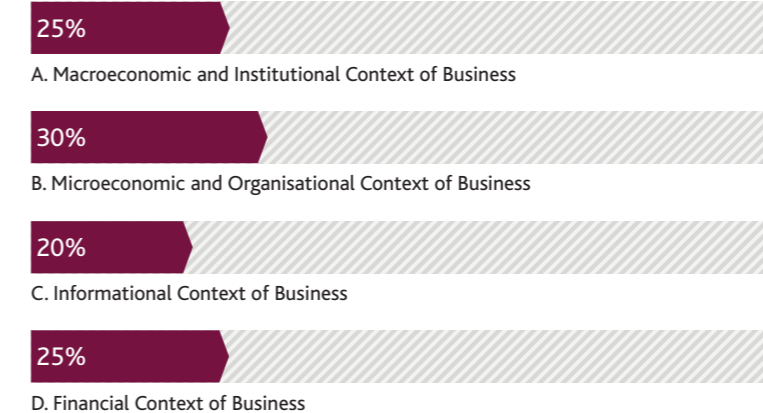 25%
A. Macroeconomic and Institutional Context of Business
30%
B. Microeconomic and Organisational Context of Business
20%
C. Informational Context of Business
25%
D. Financial Context of Business